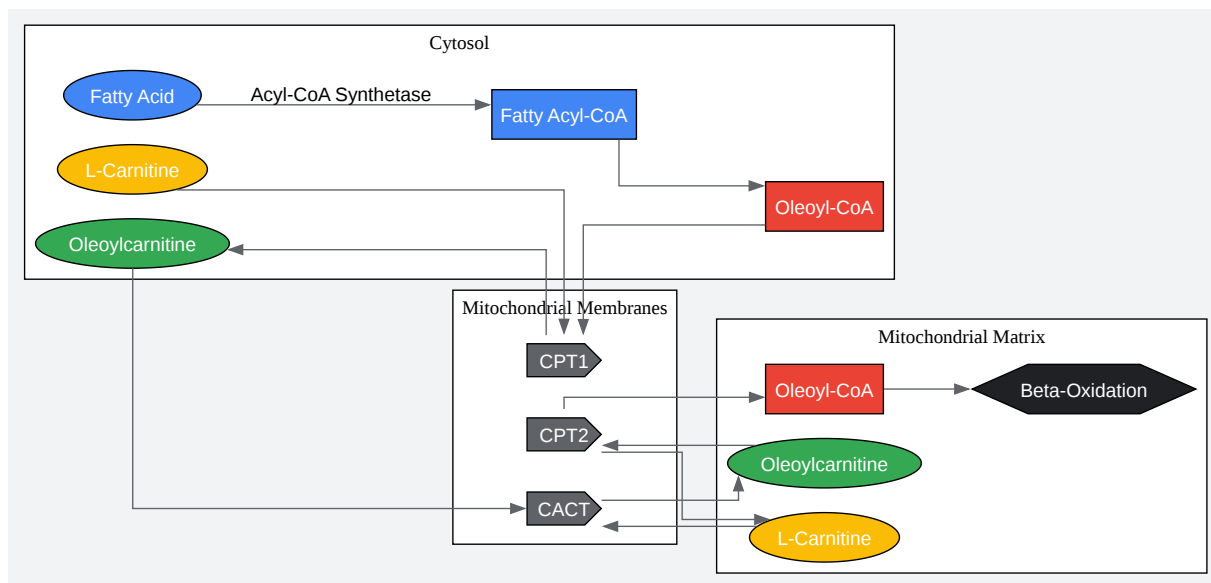 Cytosol
Fatty Acid
Acyl-CoA Synthetase
Fatty Acyl-CoA
L-Carnitine
Oleoyl-CoA
Oleoylcarnitine
Mitochondrial Membranes
CPT1
CPT2
CACT
Mitochondrial Matrix
Oleoyl-CoA
Beta-Oxidation
Oleoylcarnitine
L-Carnitine